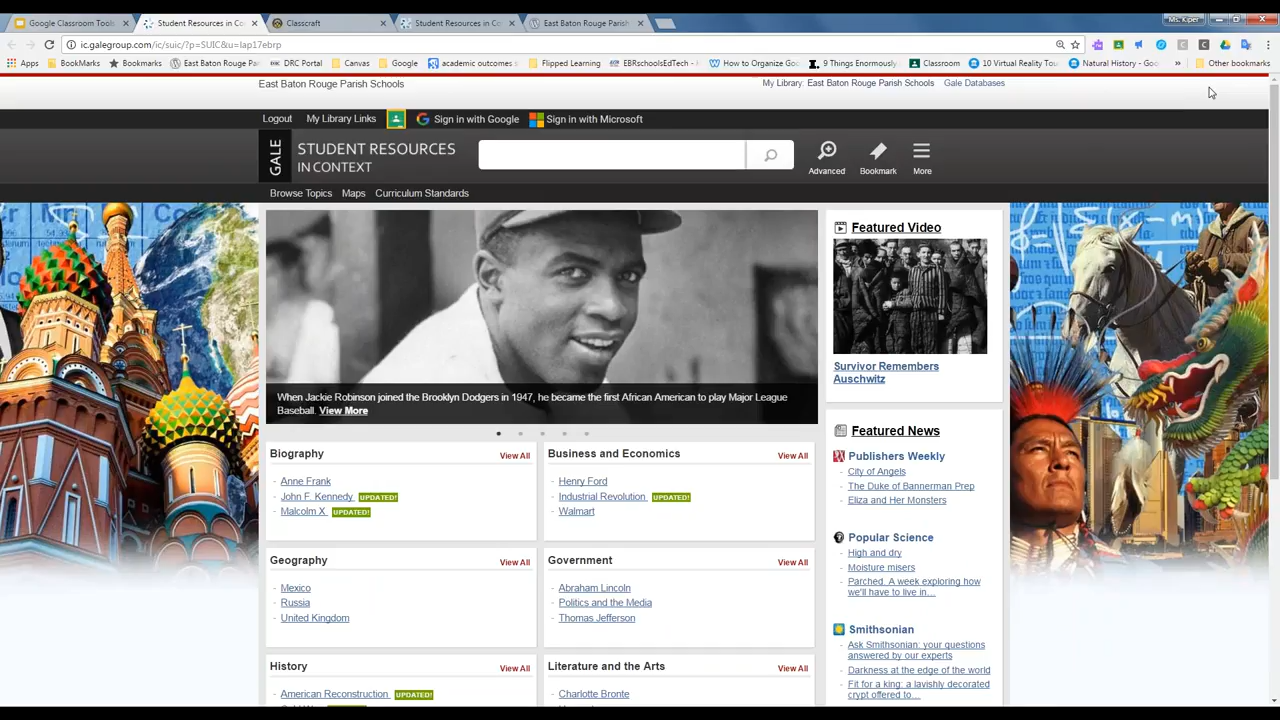 Google Classroom Tools
Student Resources in Co
Classcraft
Student Resources in Co
East Baton Rouge Parish
Ms. Kiper
ic.galegroup.com/ic/suic/?p=SUIC&u=lap17ebrp
Apps
BookMarks
Bookmarks
East Baton Rouge Par
DRC Portal
Canvas
Google
academic outcomes
Flipped Learning
EBRschoolsEdTech -
How to Organize Goo
9 Things Enormously
Classroom
10 Virtual Reality Tou
Natural History - Goo
»
Other bookmarks
East Baton Rouge Parish Schools
My Library: East Baton Rouge Parish Schools
Gale Databases
Logout
My Library Links
Sign in with Google
Sign in with Microsoft
GALE
STUDENT RESOURCES
IN CONTEXT
Advanced
Bookmark
More
Browse Topics
Maps
Curriculum Standards
When Jackie Robinson joined the Brooklyn Dodgers in 1947, he became the first African American to play Major League
Baseball. View More
Featured Video
Survivor Remembers
Auschwitz
Biography
View All
- Anne Frank
- John F. Kennedy UPDATED!
- Malcolm X UPDATED!
Business and Economics
View All
- Henry Ford
- Industrial Revolution UPDATED!
- Walmart
Geography
View All
- Mexico
- Russia
- United Kingdom
Government
View All
- Abraham Lincoln
- Politics and the Media
- Thomas Jefferson
History
View All
- American Reconstruction UPDATED!
Literature and the Arts
View All
- Charlotte Bronte
Featured News
Publishers Weekly
- City of Angels
- The Duke of Bannerman Prep
- Eliza and Her Monsters
Popular Science
- High and dry
- Moisture misers
- Parched. A week exploring how
we'll have to live in…
Smithsonian
- Ask Smithsonian: your questions
answered by our experts
- Darkness at the edge of the world
- Fit for a king: a lavishly decorated
crypt offered to…